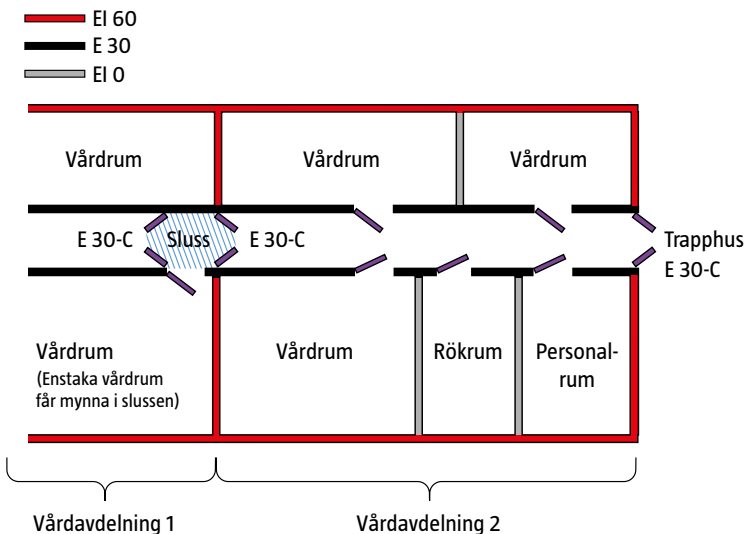 EI 60
E 30
EI 0
Vårdrum
Vårdrum
Vårdrum
E 30-C
Sluss
E 30-C
Trapphus
E 30-C
Vårdrum
(Enstaka vårdrum
får mynna i slussen)
Vårdrum
Rökrum
Personal-
rum
Vårdavdelning 1
Vårdavdelning 2